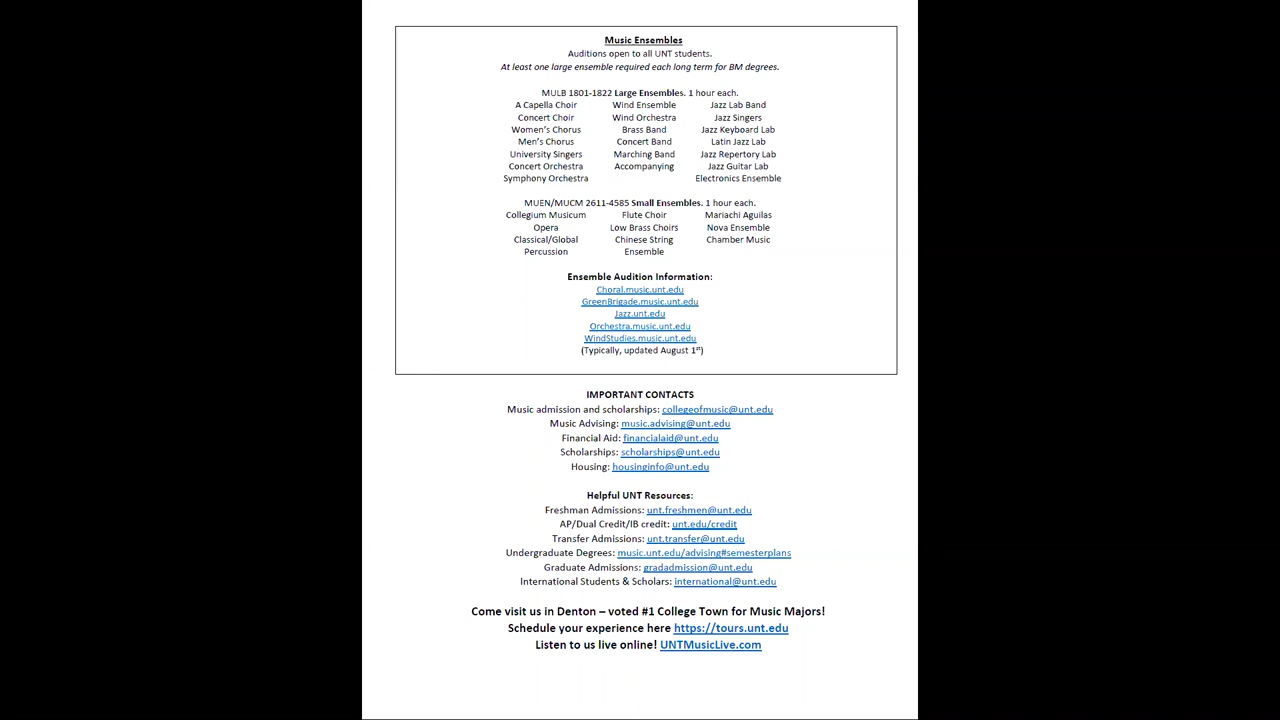 Music Ensembles
Auditions open to all UNT students.
At least one large ensemble required each long term for BM degrees.
MULB 1801-1822 Large Ensembles. 1 hour each.
A Capella Choir Wind Ensemble Jazz Lab Band
Concert Choir Wind Orchestra Jazz Singers
Women's Chorus Brass Band Jazz Keyboard Lab
Men's Chorus Concert Band Latin Jazz Lab
University Singers Marching Band Jazz Repertory Lab
Concert Orchestra Accompanying Jazz Guitar Lab
Symphony Orchestra Electronics Ensemble
MUEN/MUCM 2611-4585 Small Ensembles. 1 hour each.
Collegium Musicum Flute Choir Mariachi Aguilas
Opera Low Brass Choirs Nova Ensemble
Classical/Global Chinese String Chamber Music
Percussion Ensemble
Ensemble Audition Information:
Choral.music.unt.edu
GreenBrigade.music.unt.edu
Jazz.unt.edu
Orchestra.music.unt.edu
WindStudies.music.unt.edu
(Typically, updated August 1st)
IMPORTANT CONTACTS
Music admission and scholarships: collegeofmusic@unt.edu
Music Advising: music.advising@unt.edu
Financial Aid: financialaid@unt.edu
Scholarships: scholarships@unt.edu
Housing: housinginfo@unt.edu
Helpful UNT Resources:
Freshman Admissions: unt.freshmen@unt.edu
AP/Dual Credit/IB credit: unt.edu/credit
Transfer Admissions: unt.transfer@unt.edu
Undergraduate Degrees: music.unt.edu/advising#semesterplans
Graduate Admissions: gradadmission@unt.edu
International Students & Scholars: international@unt.edu
Come visit us in Denton – voted #1 College Town for Music Majors!
Schedule your experience here https://tours.unt.edu
Listen to us live online! UNTMusicLive.com